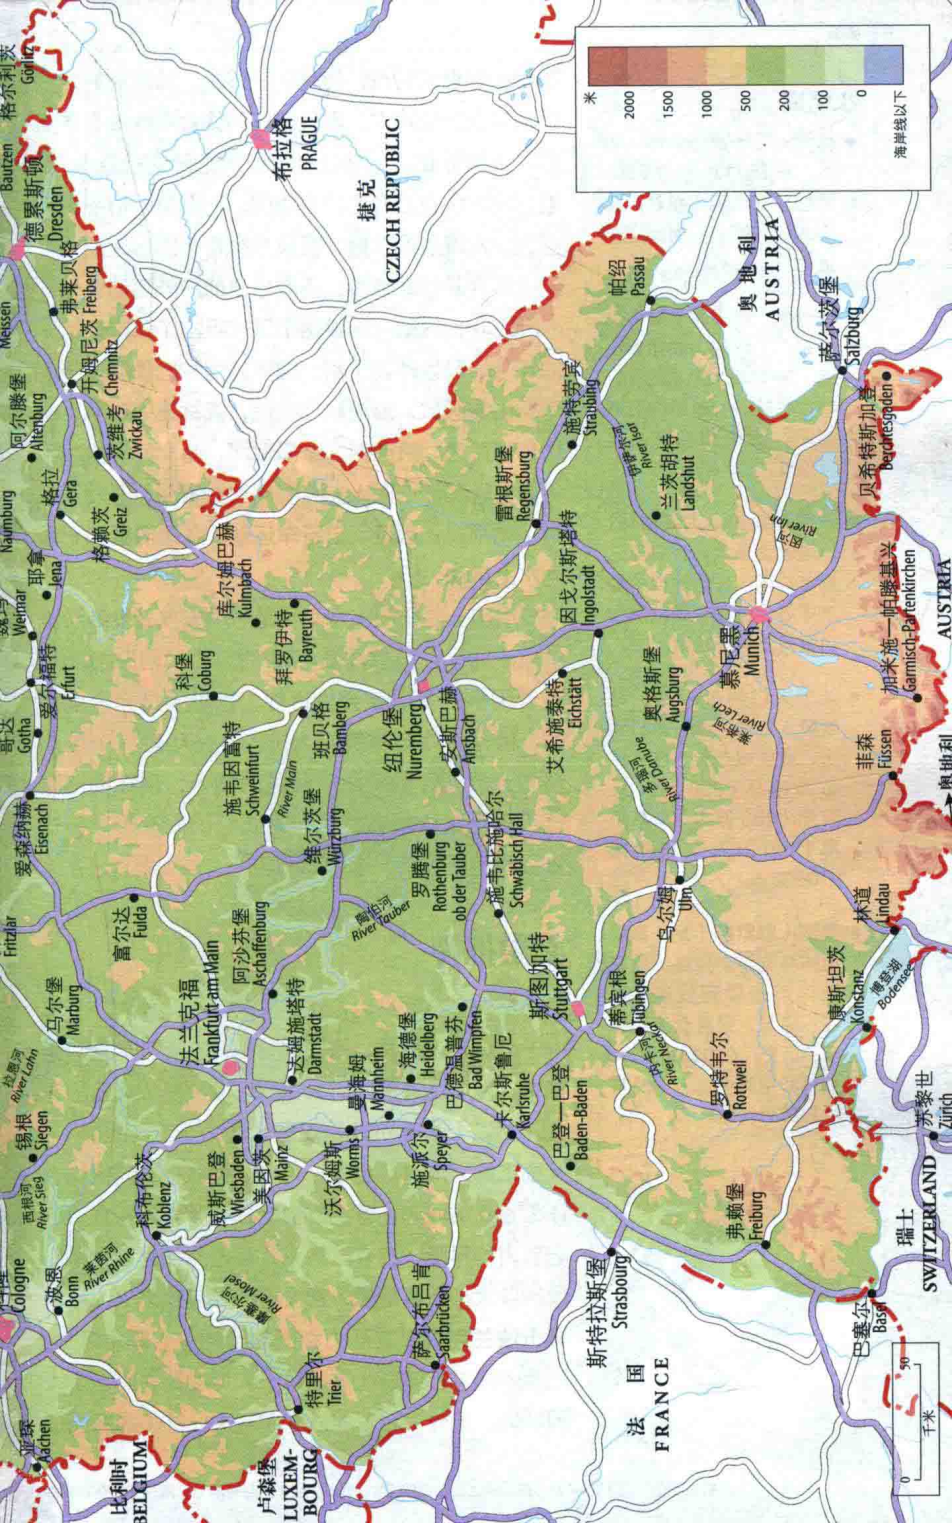 亚琛
Aachen
Cologne
波恩
Bonn
锡根
Siegen
西根河
River Sieg
拉恩河
River Lahn
马尔堡
Marburg
Fritzlar
爱森纳赫
Eisenach
哥达
Gotha
爱尔福特
Erfurt
Weimar
耶拿
Jena
Naumburg
格拉
Gera
阿尔滕堡
Altenburg
Meissen
德累斯顿
Dresden
Bautzen
格尔利茨
Görlitz
弗莱贝格
Freiberg
开姆尼茨
Chemnitz
茨维考
Zwickau
格赖茨
Greiz
比利时
BELGIUM
莱茵河
River Rhine
科布伦茨
Koblenz
富尔达
Fulda
卢森堡
LUXEM-
BOURG
摩塞尔河
River Mosel
特里尔
Trier
威斯巴登
Wiesbaden
美因茨
Mainz
法兰克福
Frankfurt am Main
阿沙芬堡
Aschaffenburg
达姆施塔特
Darmstadt
施韦因富特
Schweinfurt
River Main
科堡
Coburg
库尔姆巴赫
Kulmbach
拜罗伊特
Bayreuth
班贝格
Bamberg
维尔茨堡
Würzburg
布拉格
PRAGUE
捷克
CZECH REPUBLIC
沃尔姆斯
Worms
曼海姆
Mannheim
海德堡
Heidelberg
施派尔
Speyer
萨尔布吕肯
Saarbrücken
陶伯河
River Tauber
罗腾堡
Rothenburg
ob der Tauber
纽伦堡
Nuremberg
安斯巴赫
Ansbach
巴德温普芬
Bad Wimpfen
施韦比施哈尔
Schwäbisch Hall
卡尔斯鲁厄
Karlsruhe
巴登—巴登
Baden-Baden
斯图加特
Stuttgart
艾希施泰特
Eichstätt
因戈尔斯塔特
Ingolstadt
雷根斯堡
Regensburg
施特劳宾
Straubing
帕绍
Passau
伊萨尔河
River Isar
兰茨胡特
Landshut
斯特拉斯堡
Strasbourg
法国
FRANCE
蒂宾根
Tübingen
内卡河
River Neckar
乌尔姆
Ulm
多瑙河
River Danube
奥格斯堡
Augsburg
莱希河
River Lech
慕尼黑
Munich
因河
River Inn
罗特韦尔
Rottwell
弗赖堡
Freiburg
奥地利
AUSTRIA
萨尔茨堡
Salzburg
贝希特斯加登
Berchtesgaden
巴塞尔
Basel
康斯坦茨
Konstanz
博登湖
Bodensee
林道
Lindau
菲森
Füssen
加米施—帕滕基兴
Garmisch-Partenkirchen
瑞士
SWITZERLAND
苏黎世
Zürich
奥地利
AUSTRIA
米
2000
1500
1000
500
200
100
0
海岸线以下
0
50
千米